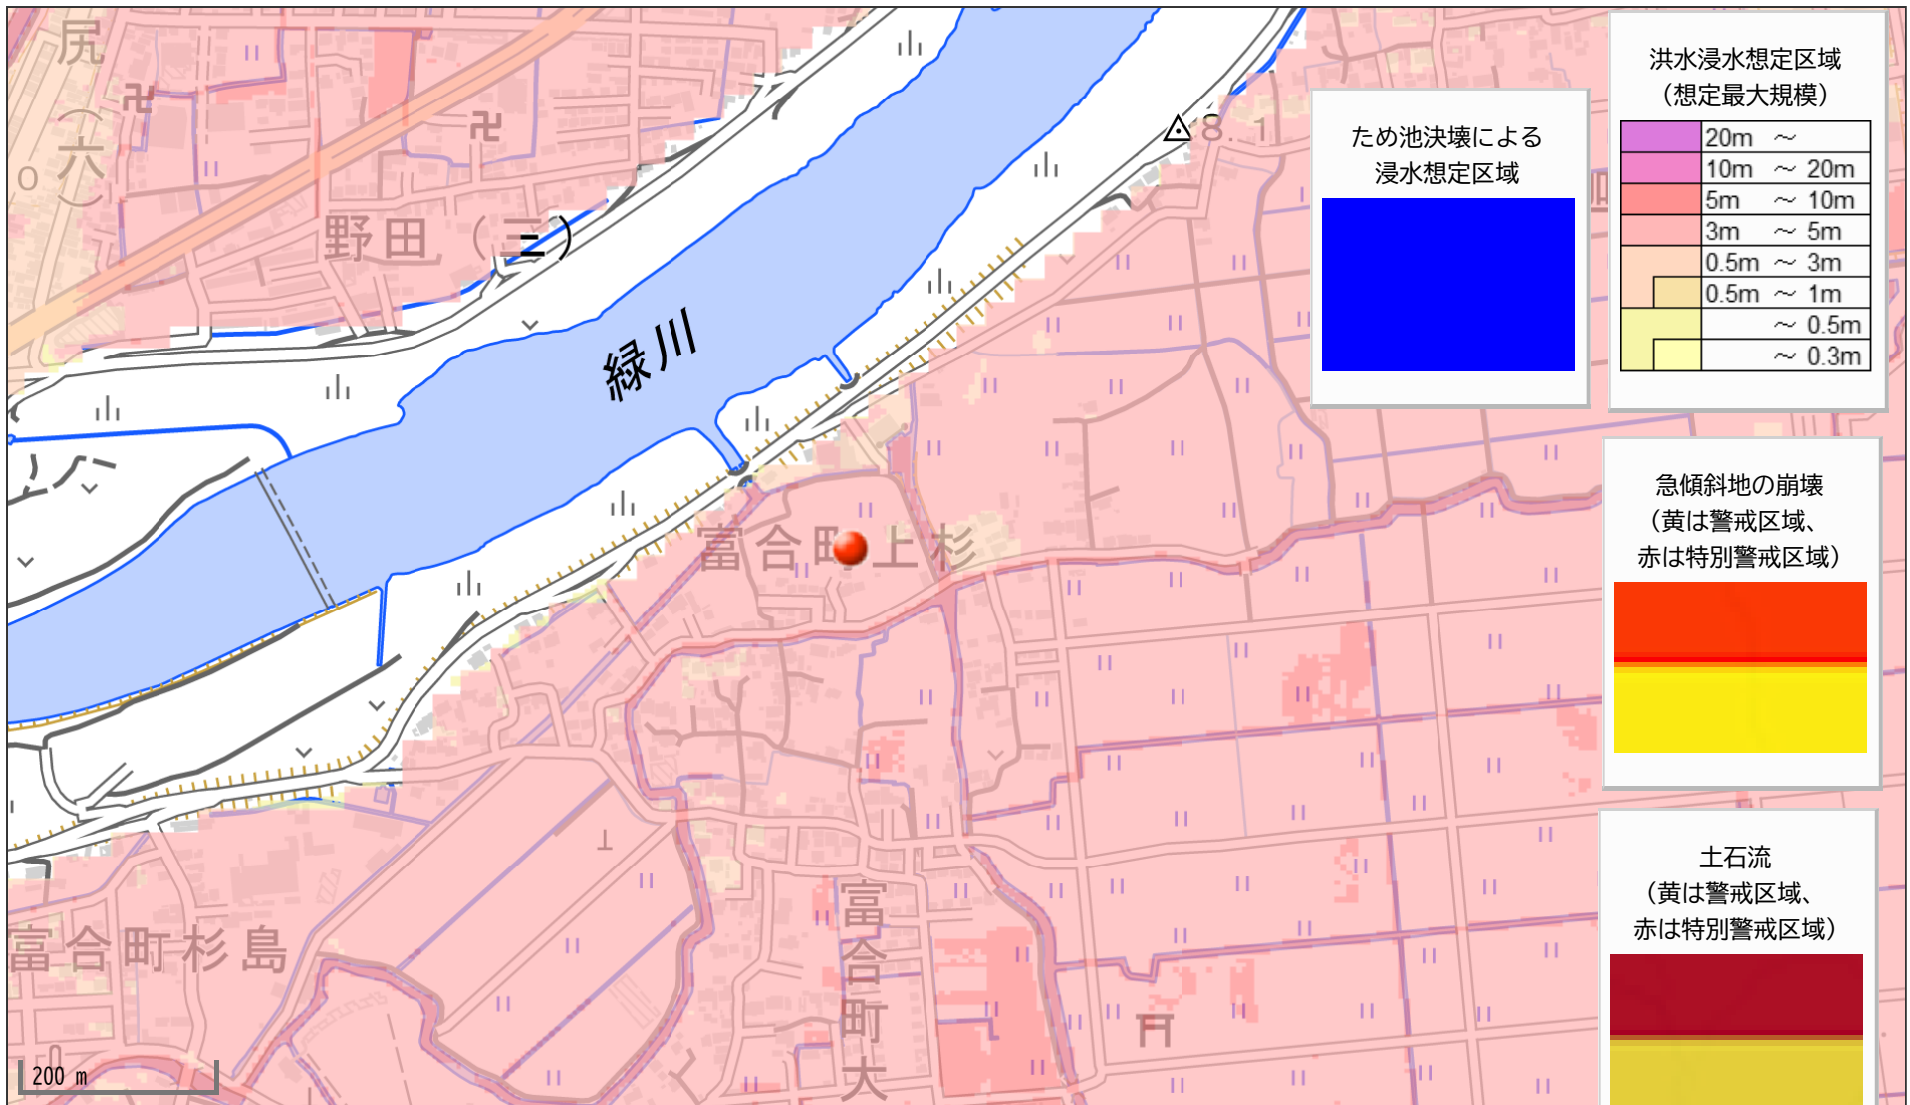 尻(六)
野田(三)
緑川
8.1
富合町上杉
富合町杉島
富合町大
200 m
ため池決壊による
浸水想定区域
洪水浸水想定区域
(想定最大規模)
20m ～
10m ～ 20m
5m ～ 10m
3m ～ 5m
0.5m ～ 3m
0.5m ～ 1m
～ 0.5m
～ 0.3m
急傾斜地の崩壊
(黄は警戒区域、
赤は特別警戒区域)
土石流
(黄は警戒区域、
赤は特別警戒区域)